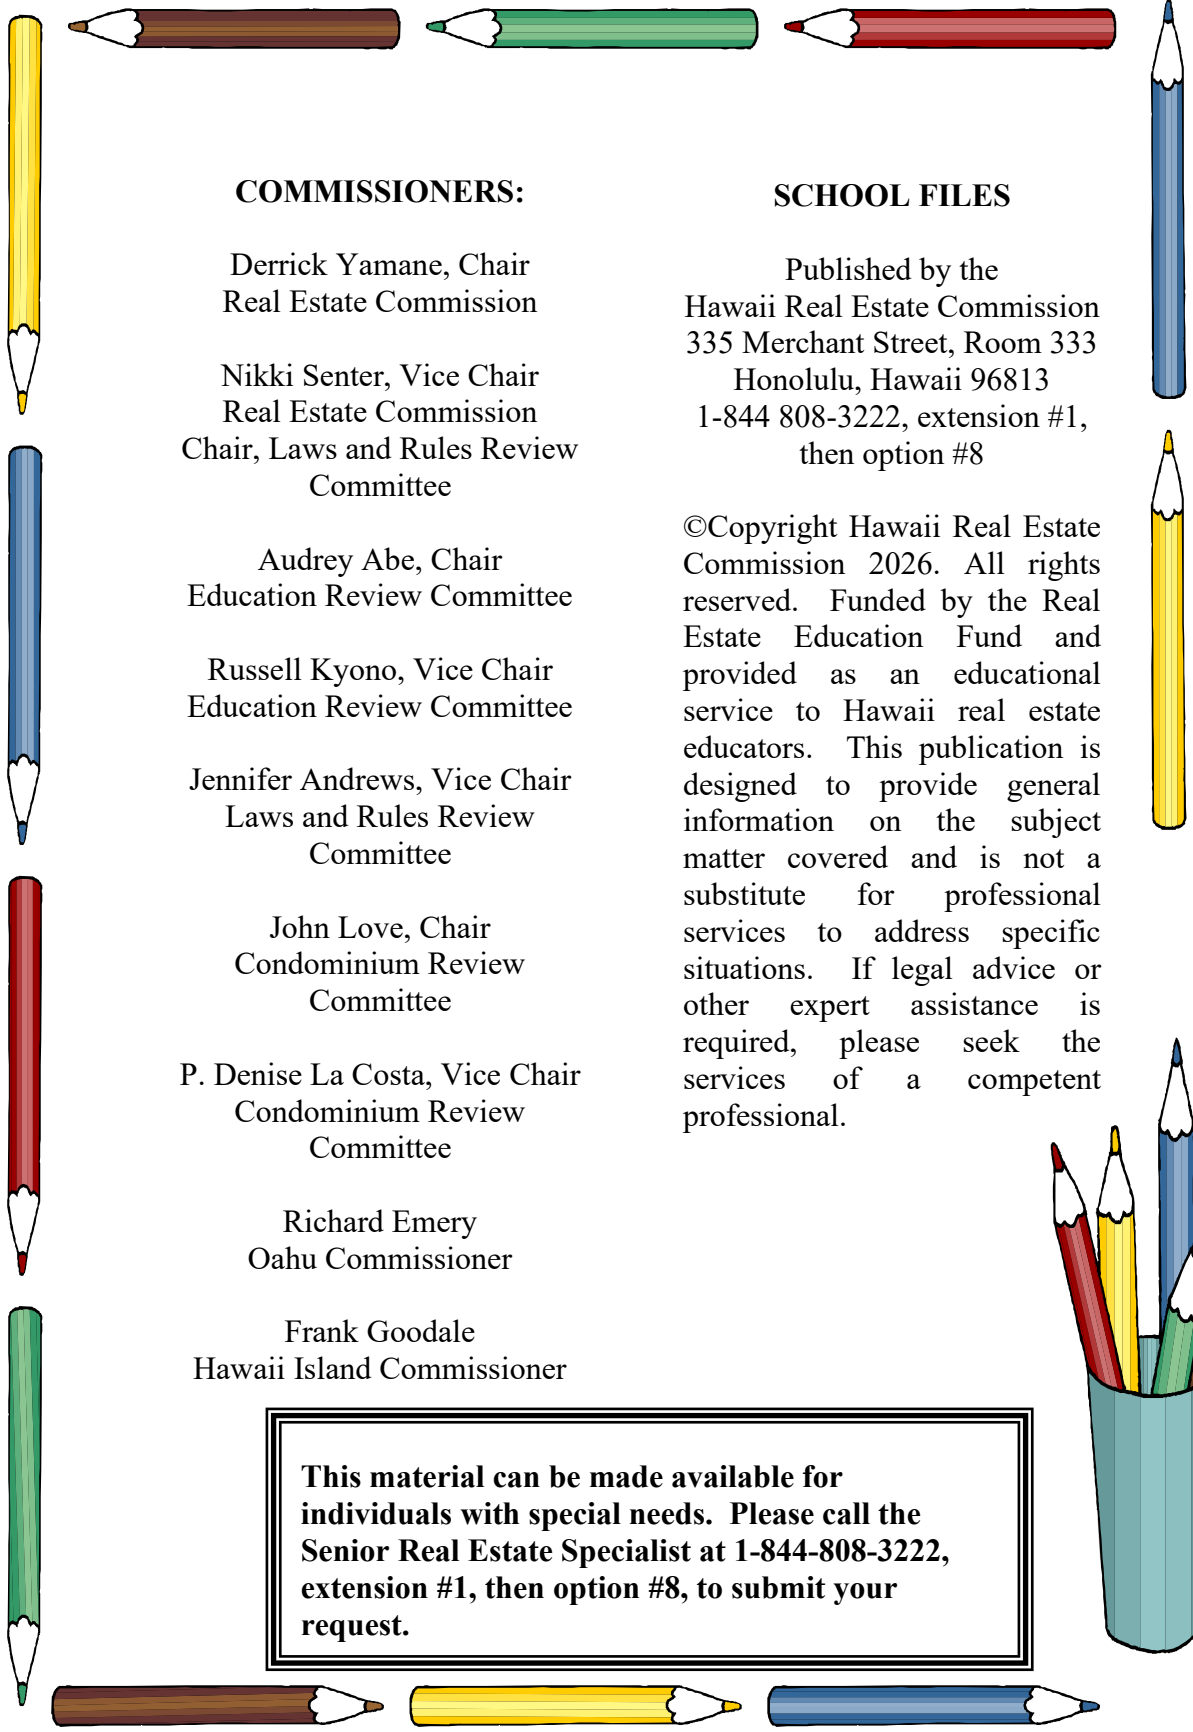 COMMISSIONERS:
Derrick Yamane, Chair
Real Estate Commission
Nikki Senter, Vice Chair
Real Estate Commission
Chair, Laws and Rules Review
Committee
Audrey Abe, Chair
Education Review Committee
Russell Kyono, Vice Chair
Education Review Committee
Jennifer Andrews, Vice Chair
Laws and Rules Review
Committee
John Love, Chair
Condominium Review
Committee
P. Denise La Costa, Vice Chair
Condominium Review
Committee
Richard Emery
Oahu Commissioner
Frank Goodale
Hawaii Island Commissioner
SCHOOL FILES
Published by the
Hawaii Real Estate Commission
335 Merchant Street, Room 333
Honolulu, Hawaii 96813
1-844 808-3222, extension #1,
then option #8
©Copyright Hawaii Real Estate
Commission 2026. All rights
reserved. Funded by the Real
Estate Education Fund and
provided as an educational
service to Hawaii real estate
educators. This publication is
designed to provide general
information on the subject
matter covered and is not a
substitute for professional
services to address specific
situations. If legal advice or
other expert assistance is
required, please seek the
services of a competent
professional.
This material can be made available for
individuals with special needs. Please call the
Senior Real Estate Specialist at 1-844-808-3222,
extension #1, then option #8, to submit your
request.